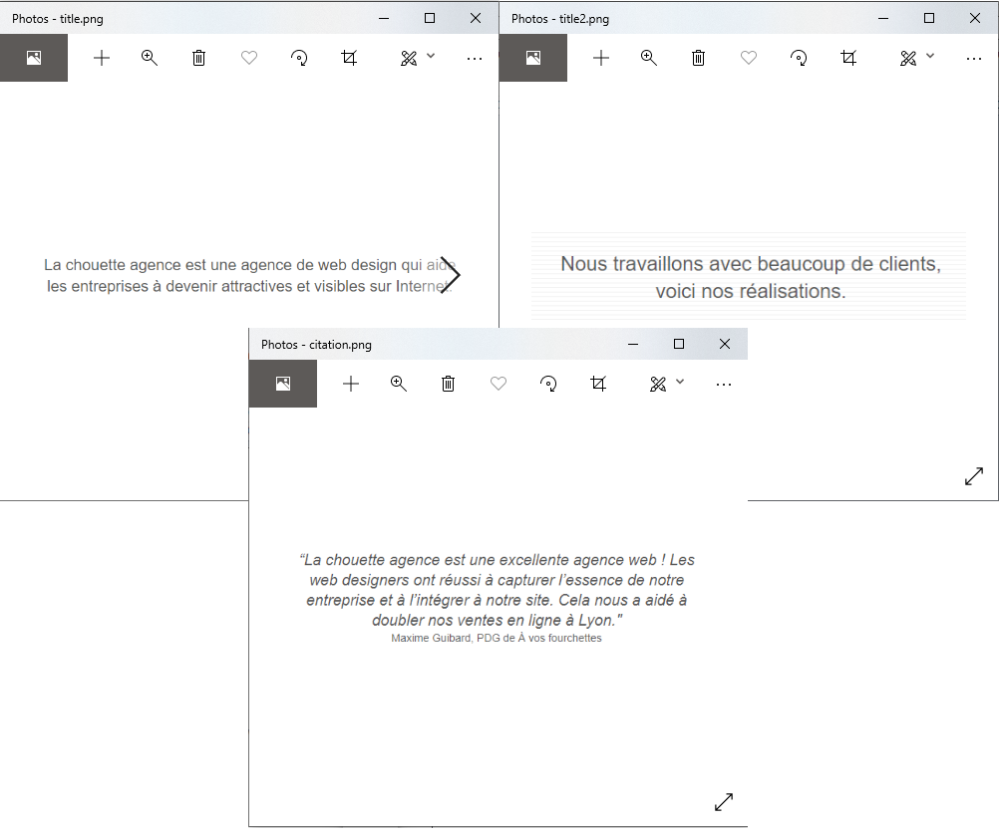 Photos - title.png
Photos - title2.png
La chouette agence est une agence de web design qui aide
les entreprises à devenir attractives et visibles sur Internet.
Nous travaillons avec beaucoup de clients,
voici nos réalisations.
Photos - citation.png
“La chouette agence est une excellente agence web ! Les
web designers ont réussi à capturer l’essence de notre
entreprise et à l’intégrer à notre site. Cela nous a aidé à
doubler nos ventes en ligne à Lyon."
Maxime Guibard, PDG de À vos fourchettes